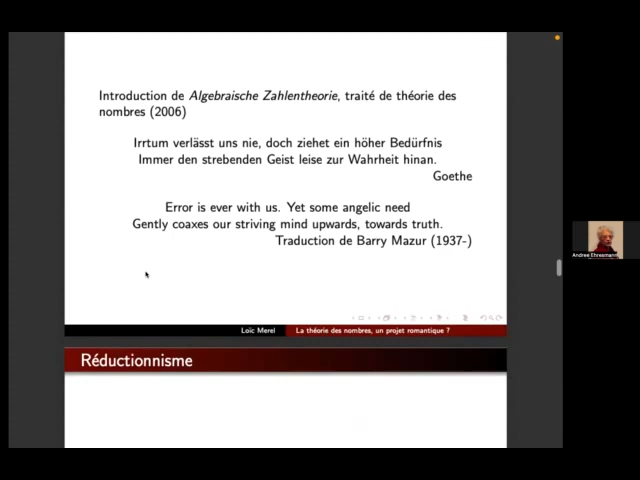 Introduction de Algebraische Zahlentheorie, traité de théorie des
nombres (2006)
Irrtum verlässt uns nie, doch ziehet ein höher Bedürfnis
Immer den strebenden Geist leise zur Wahrheit hinan.
Goethe
Error is ever with us. Yet some angelic need
Gently coaxes our striving mind upwards, towards truth.
Traduction de Barry Mazur (1937-)
Loïc Merel La théorie des nombres, un projet romantique ?
Réductionnisme
Andree Ehresmann